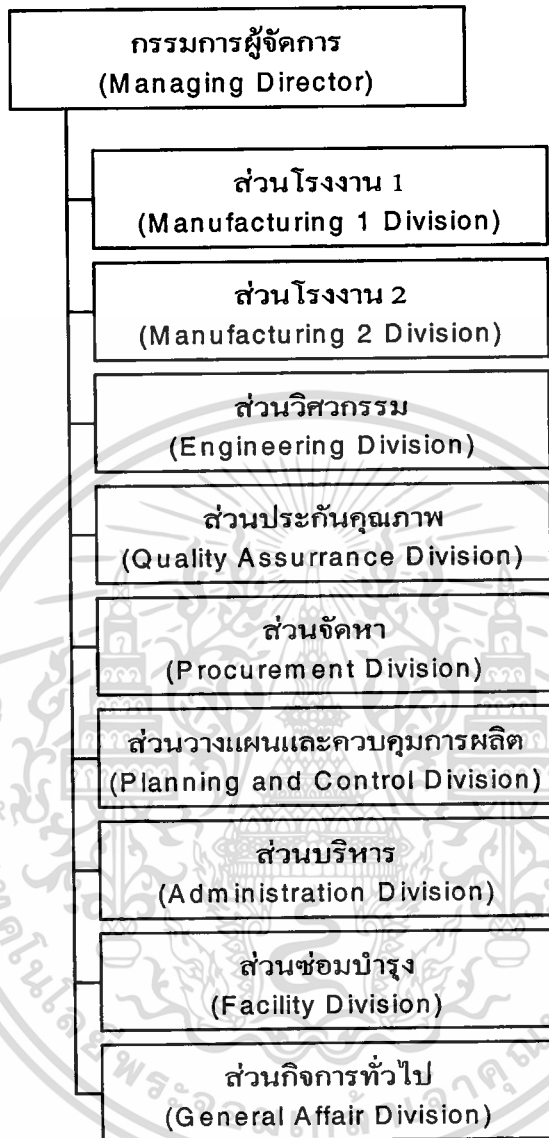 กรรมการผู้จัดการ
(Managing Director)
ส่วนโรงงาน 1
(Manufacturing 1 Division)
ส่วนโรงงาน 2
(Manufacturing 2 Division)
ส่วนวิศวกรรม
(Engineering Division)
ส่วนประกันคุณภาพ
(Quality Assurrance Division)
ส่วนจัดหา
(Procurement Division)
ส่วนวางแผนและควบคุมการผลิต
(Planning and Control Division)
ส่วนบริหาร
(Administration Division)
ส่วนซ่อมบำรุง
(Facility Division)
ส่วนกิจการทั่วไป
(General Affair Division)